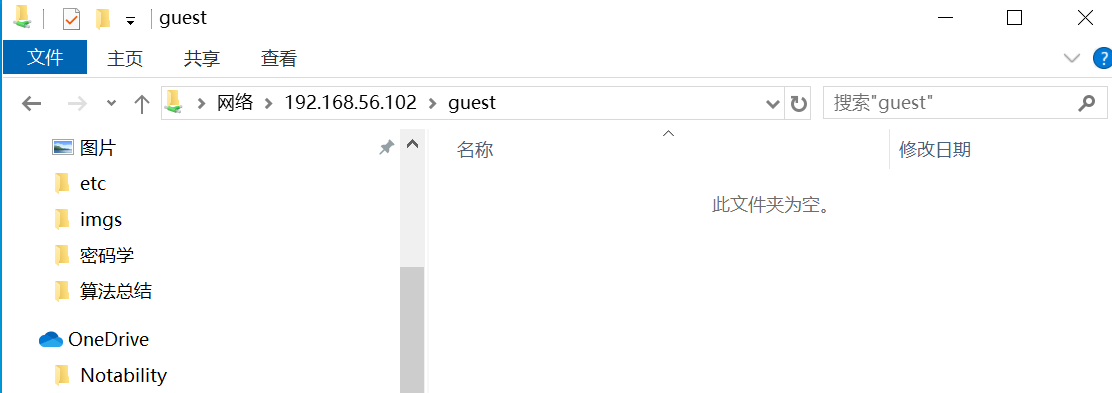 guest
文件 主页 共享 查看 ?
网络 192.168.56.102 guest 搜索"guest"
图片
etc
imgs
密码学
算法总结
OneDrive
Notability
名称 修改日期
此文件夹为空。